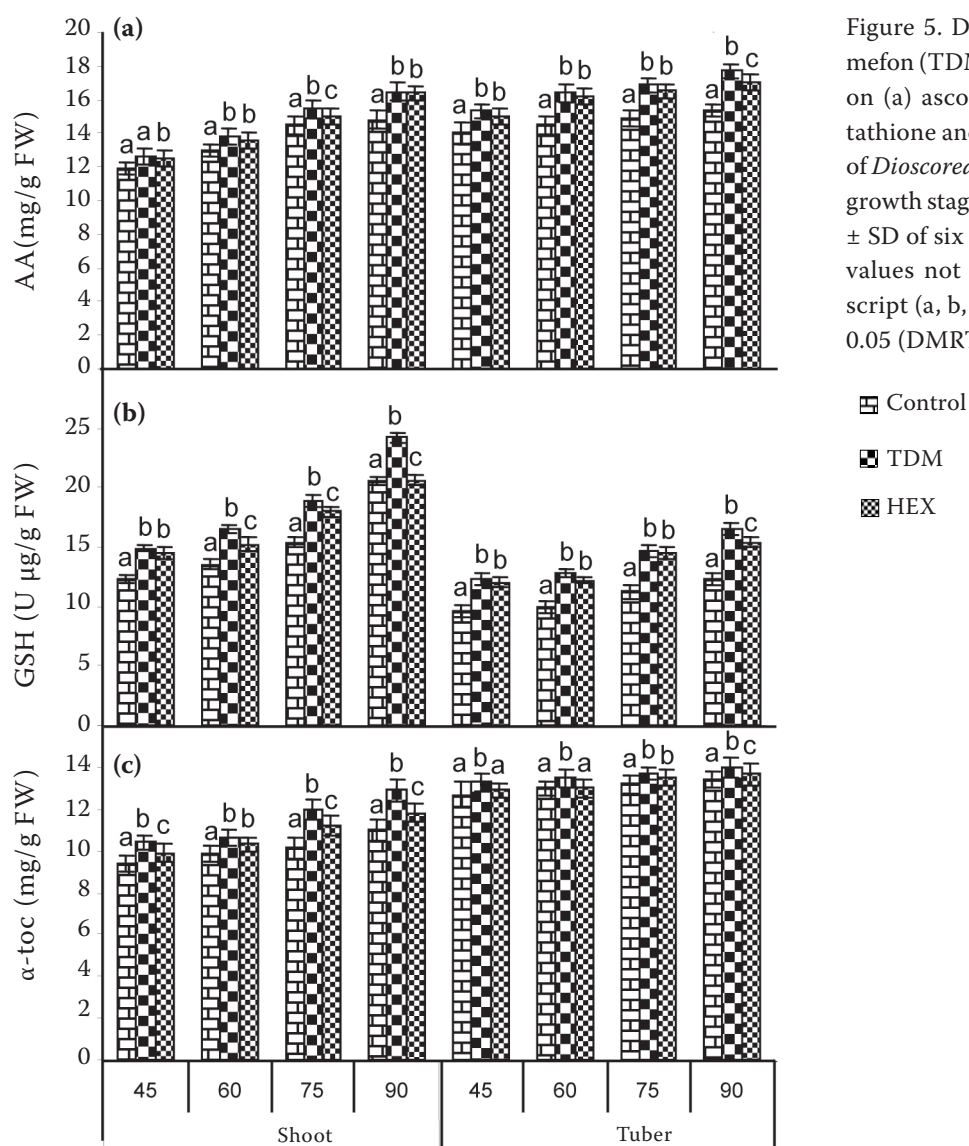 (a)
20
18
16
14
12
10
8
6
4
2
0
AA(mg/g FW)
a a b a b b a b c a b b a b b a b b a b b a b c
(b)
25
20
15
10
5
0
GSH (U µg/g FW)
a b b a b c a b c a b c a b b a b b a b b a b c
(c)
14
12
10
8
6
4
2
0
α-toc (mg/g FW)
a b c a b b a b c a b c a b a a b a a b b a b c
45 60 75 90 45 60 75 90
Shoot Tuber
Figure 5. D
mefon (TDM
on (a) asco
tathione and
of Dioscorea
growth stag
± SD of six
values not
script (a, b,
0.05 (DMRT
Control
TDM
HEX